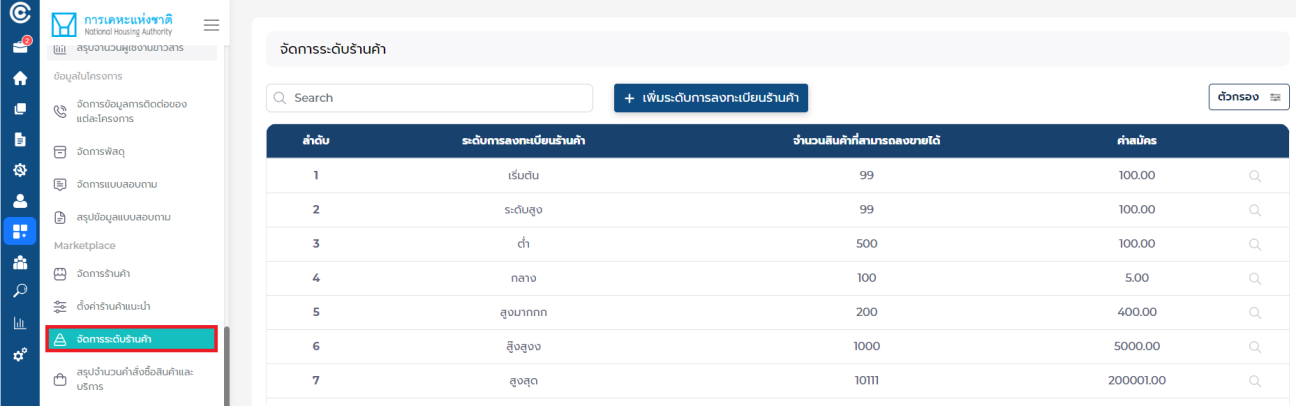 2
การเคหะแห่งชาติ
National Housing Authority
สรุปจำนวนผู้ใช้งานข่าวสาร
ข้อมูลในโครงการ
จัดการข้อมูลการติดต่อของ
แต่ละโครงการ
จัดการพัสดุ
จัดการแบบสอบถาม
สรุปข้อมูลแบบสอบถาม
Marketplace
จัดการร้านค้า
ตั้งค่าร้านค้าแนะนำ
จัดการระดับร้านค้า
สรุปจำนวนคำสั่งซื้อสินค้าและ
บริการ
จัดการระดับร้านค้า
Search
+ เพิ่มระดับการลงทะเบียนร้านค้า
ตัวกรอง
ลำดับ ระดับการลงทะเบียนร้านค้า จำนวนสินค้าที่สามารถลงขายได้ ค่าสมัคร
1 เริ่มต้น 99 100.00
2 ระดับสูง 99 100.00
3 ต่ำ 500 100.00
4 กลาง 100 5.00
5 สูงมากกก 200 400.00
6 สู๊งสูงง 1000 5000.00
7 สูงสุด 10111 200001.00